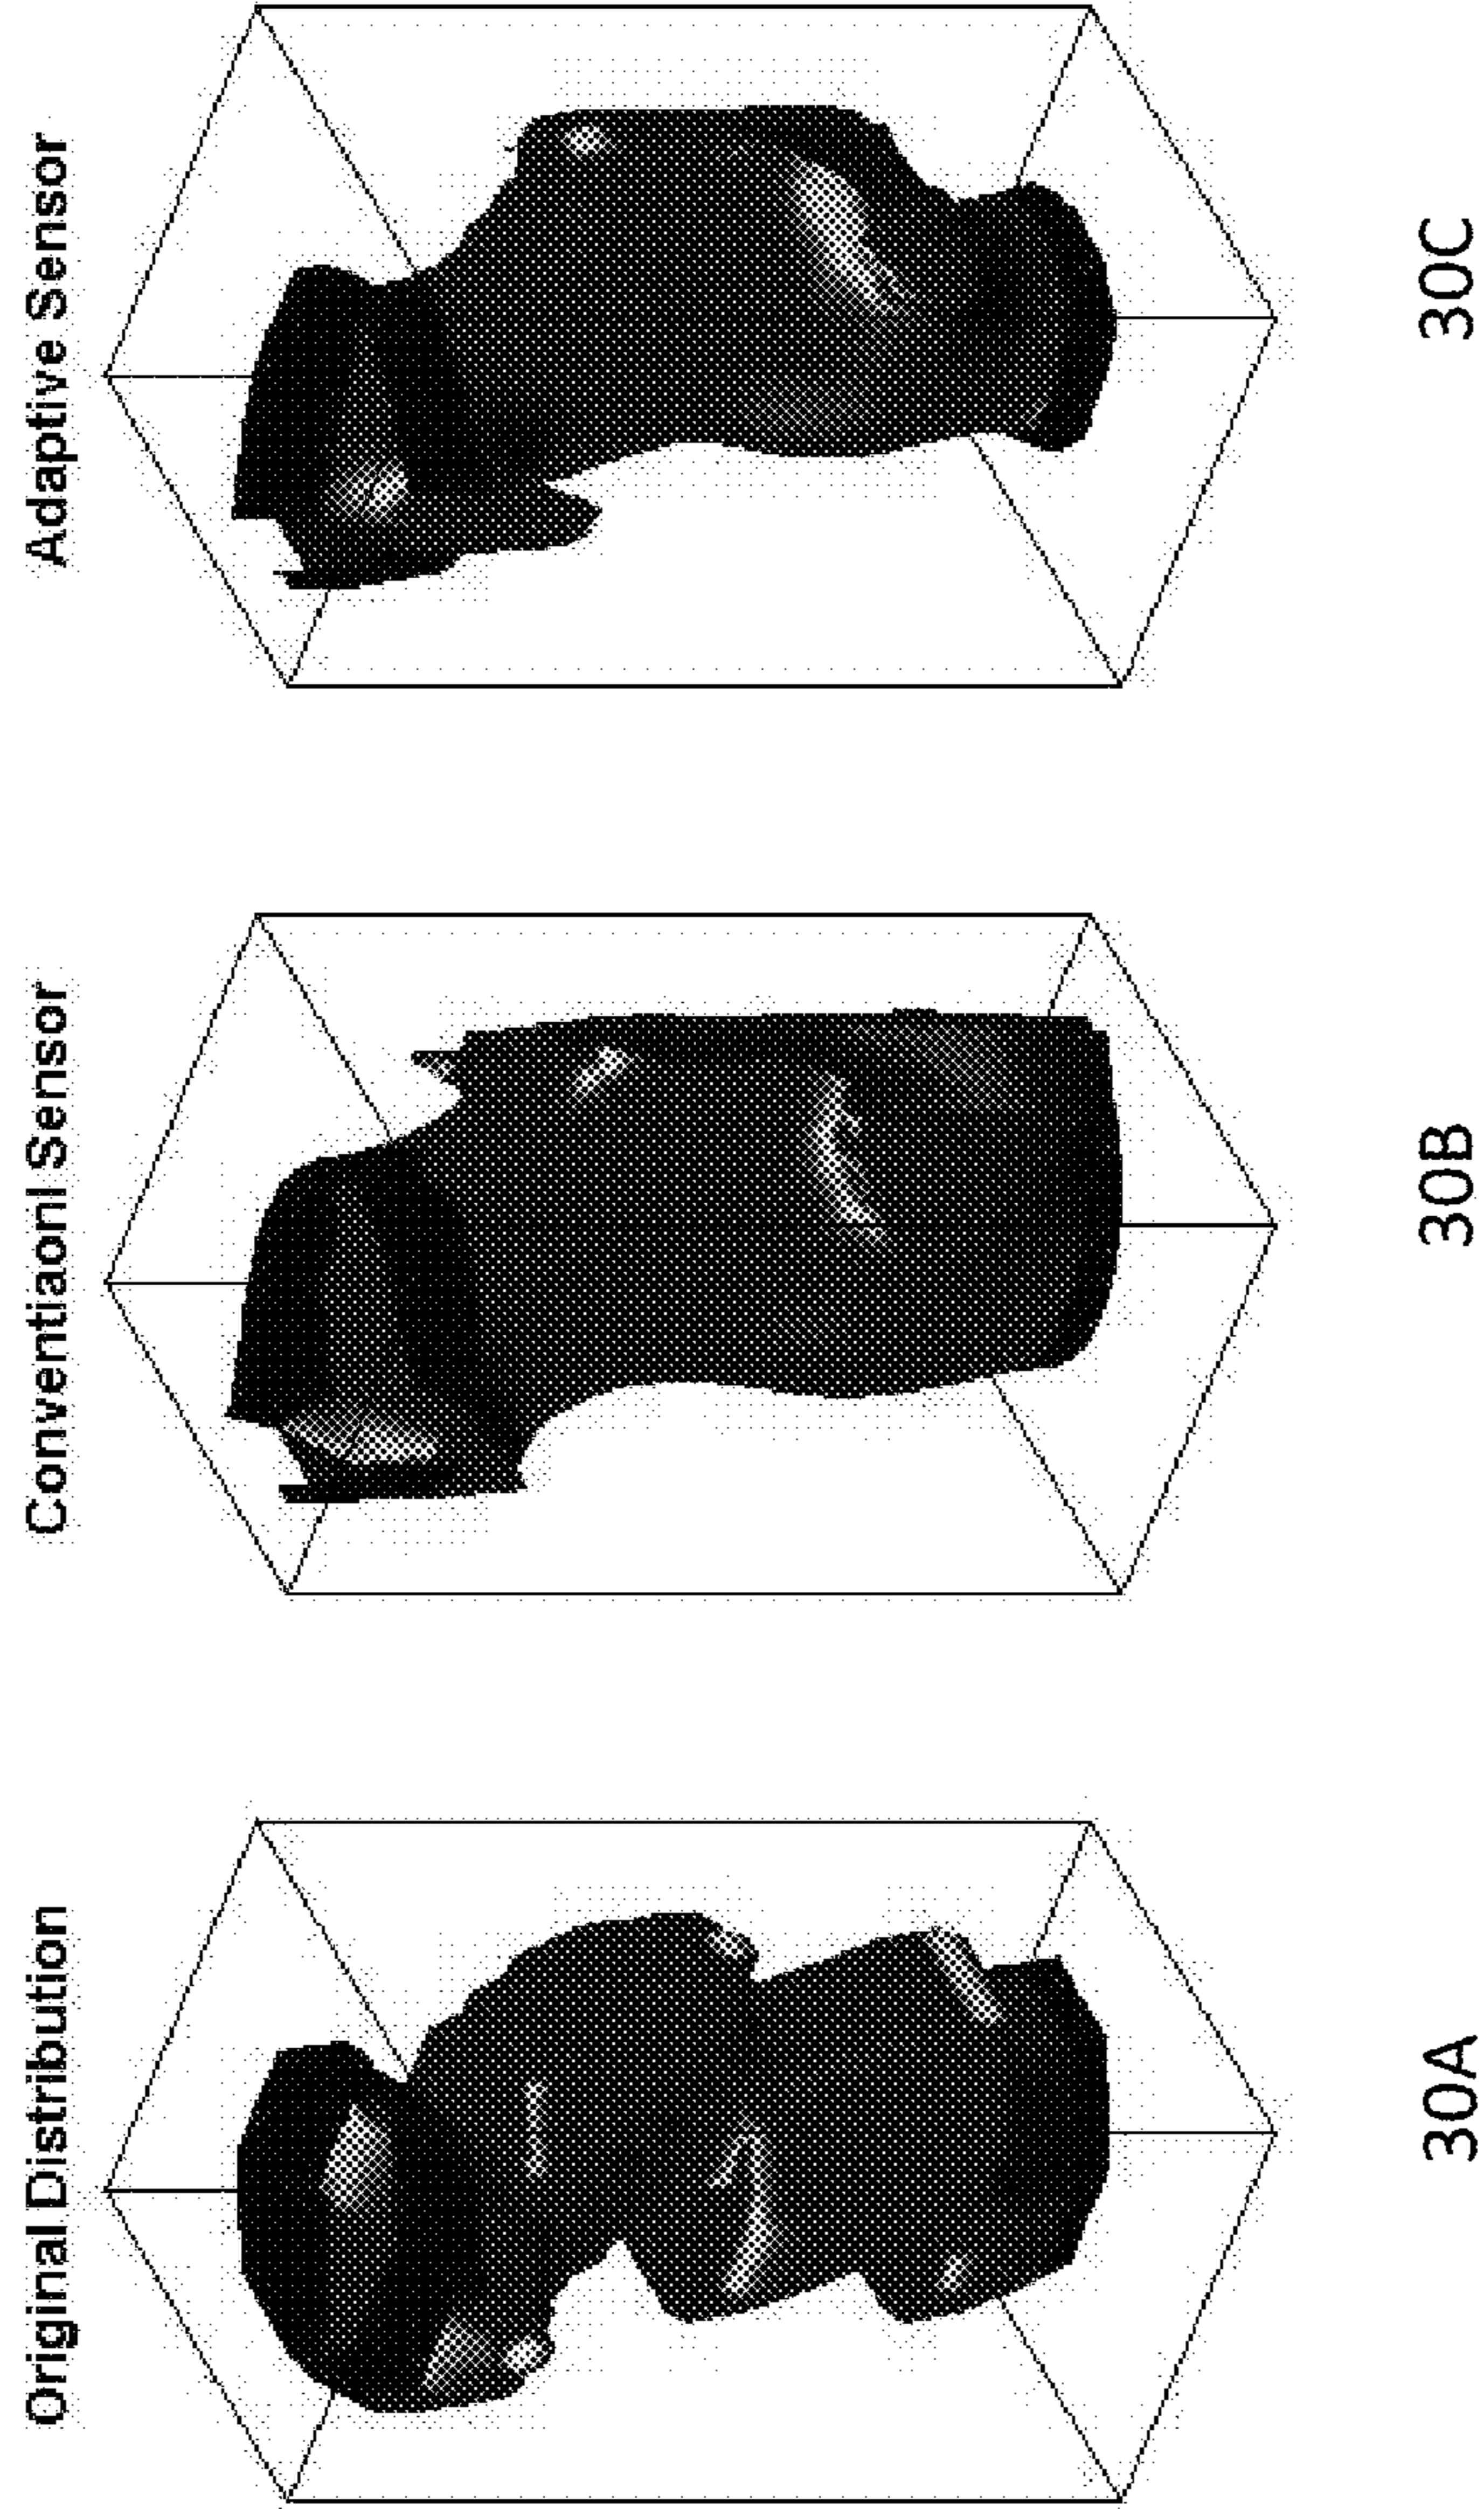 Original Distribution
Conventiaonl Sensor
Adaptive Sensor
30A
30B
30C